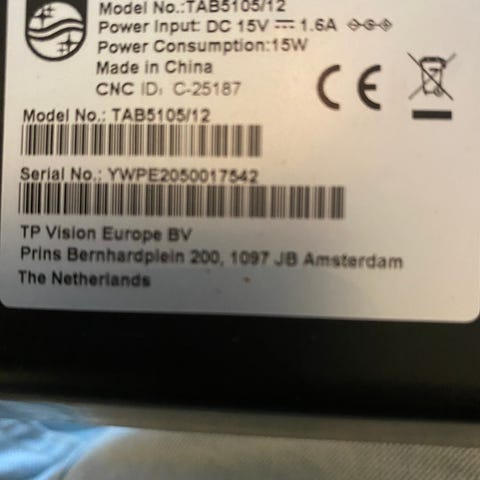 Model No.:TAB5105/12
Power Input: DC 15V ⎓ 1.6A
Power Consumption:15W
Made in China
CNC ID: C-25187
CE
Model No.: TAB5105/12
Serial No.: YWPE2050017542
TP Vision Europe BV
Prins Bernhardplein 200, 1097 JB Amsterdam
The Netherlands